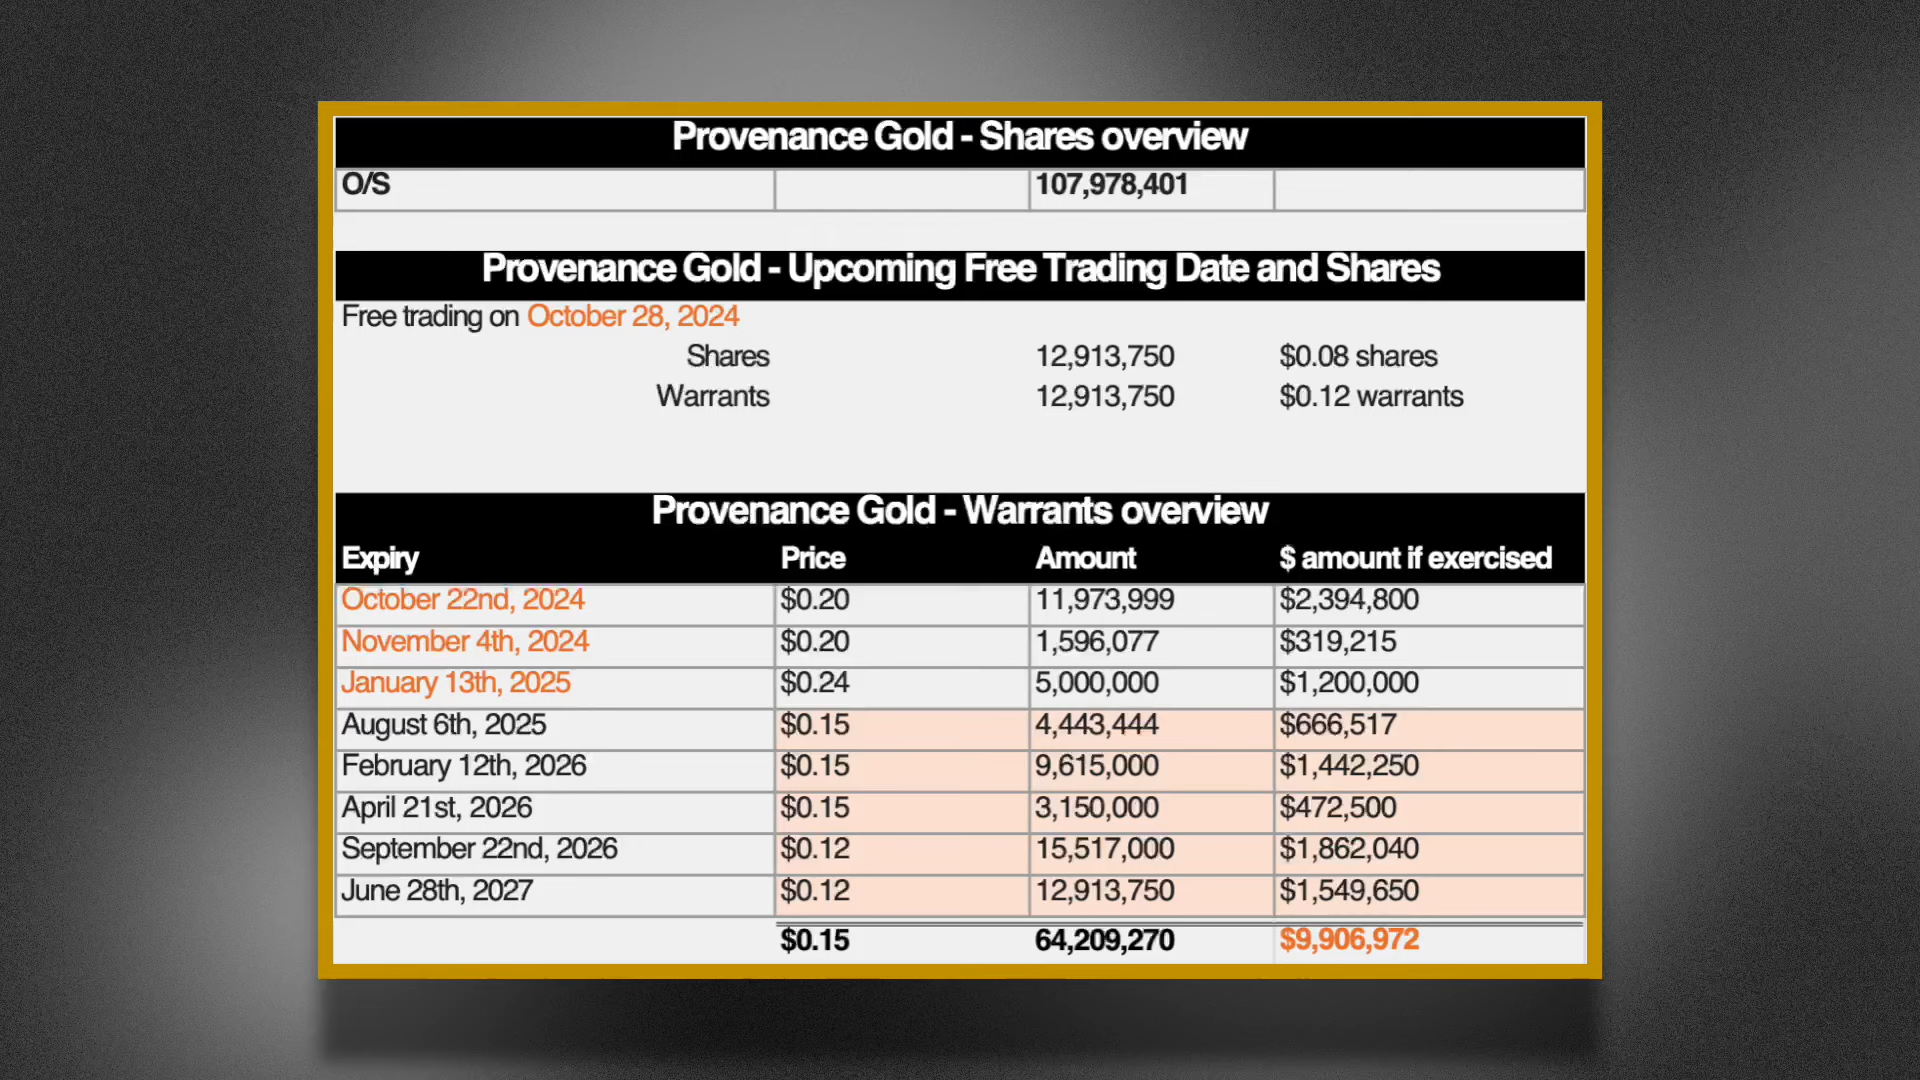 Provenance Gold - Shares overview
O/S 107,978,401
Provenance Gold - Upcoming Free Trading Date and Shares
Free trading on October 28, 2024
Shares 12,913,750 $0.08 shares
Warrants 12,913,750 $0.12 warrants
Provenance Gold - Warrants overview
Expiry Price Amount $ amount if exercised
October 22nd, 2024 $0.20 11,973,999 $2,394,800
November 4th, 2024 $0.20 1,596,077 $319,215
January 13th, 2025 $0.24 5,000,000 $1,200,000
August 6th, 2025 $0.15 4,443,444 $666,517
February 12th, 2026 $0.15 9,615,000 $1,442,250
April 21st, 2026 $0.15 3,150,000 $472,500
September 22nd, 2026 $0.12 15,517,000 $1,862,040
June 28th, 2027 $0.12 12,913,750 $1,549,650
$0.15 64,209,270 $9,906,972